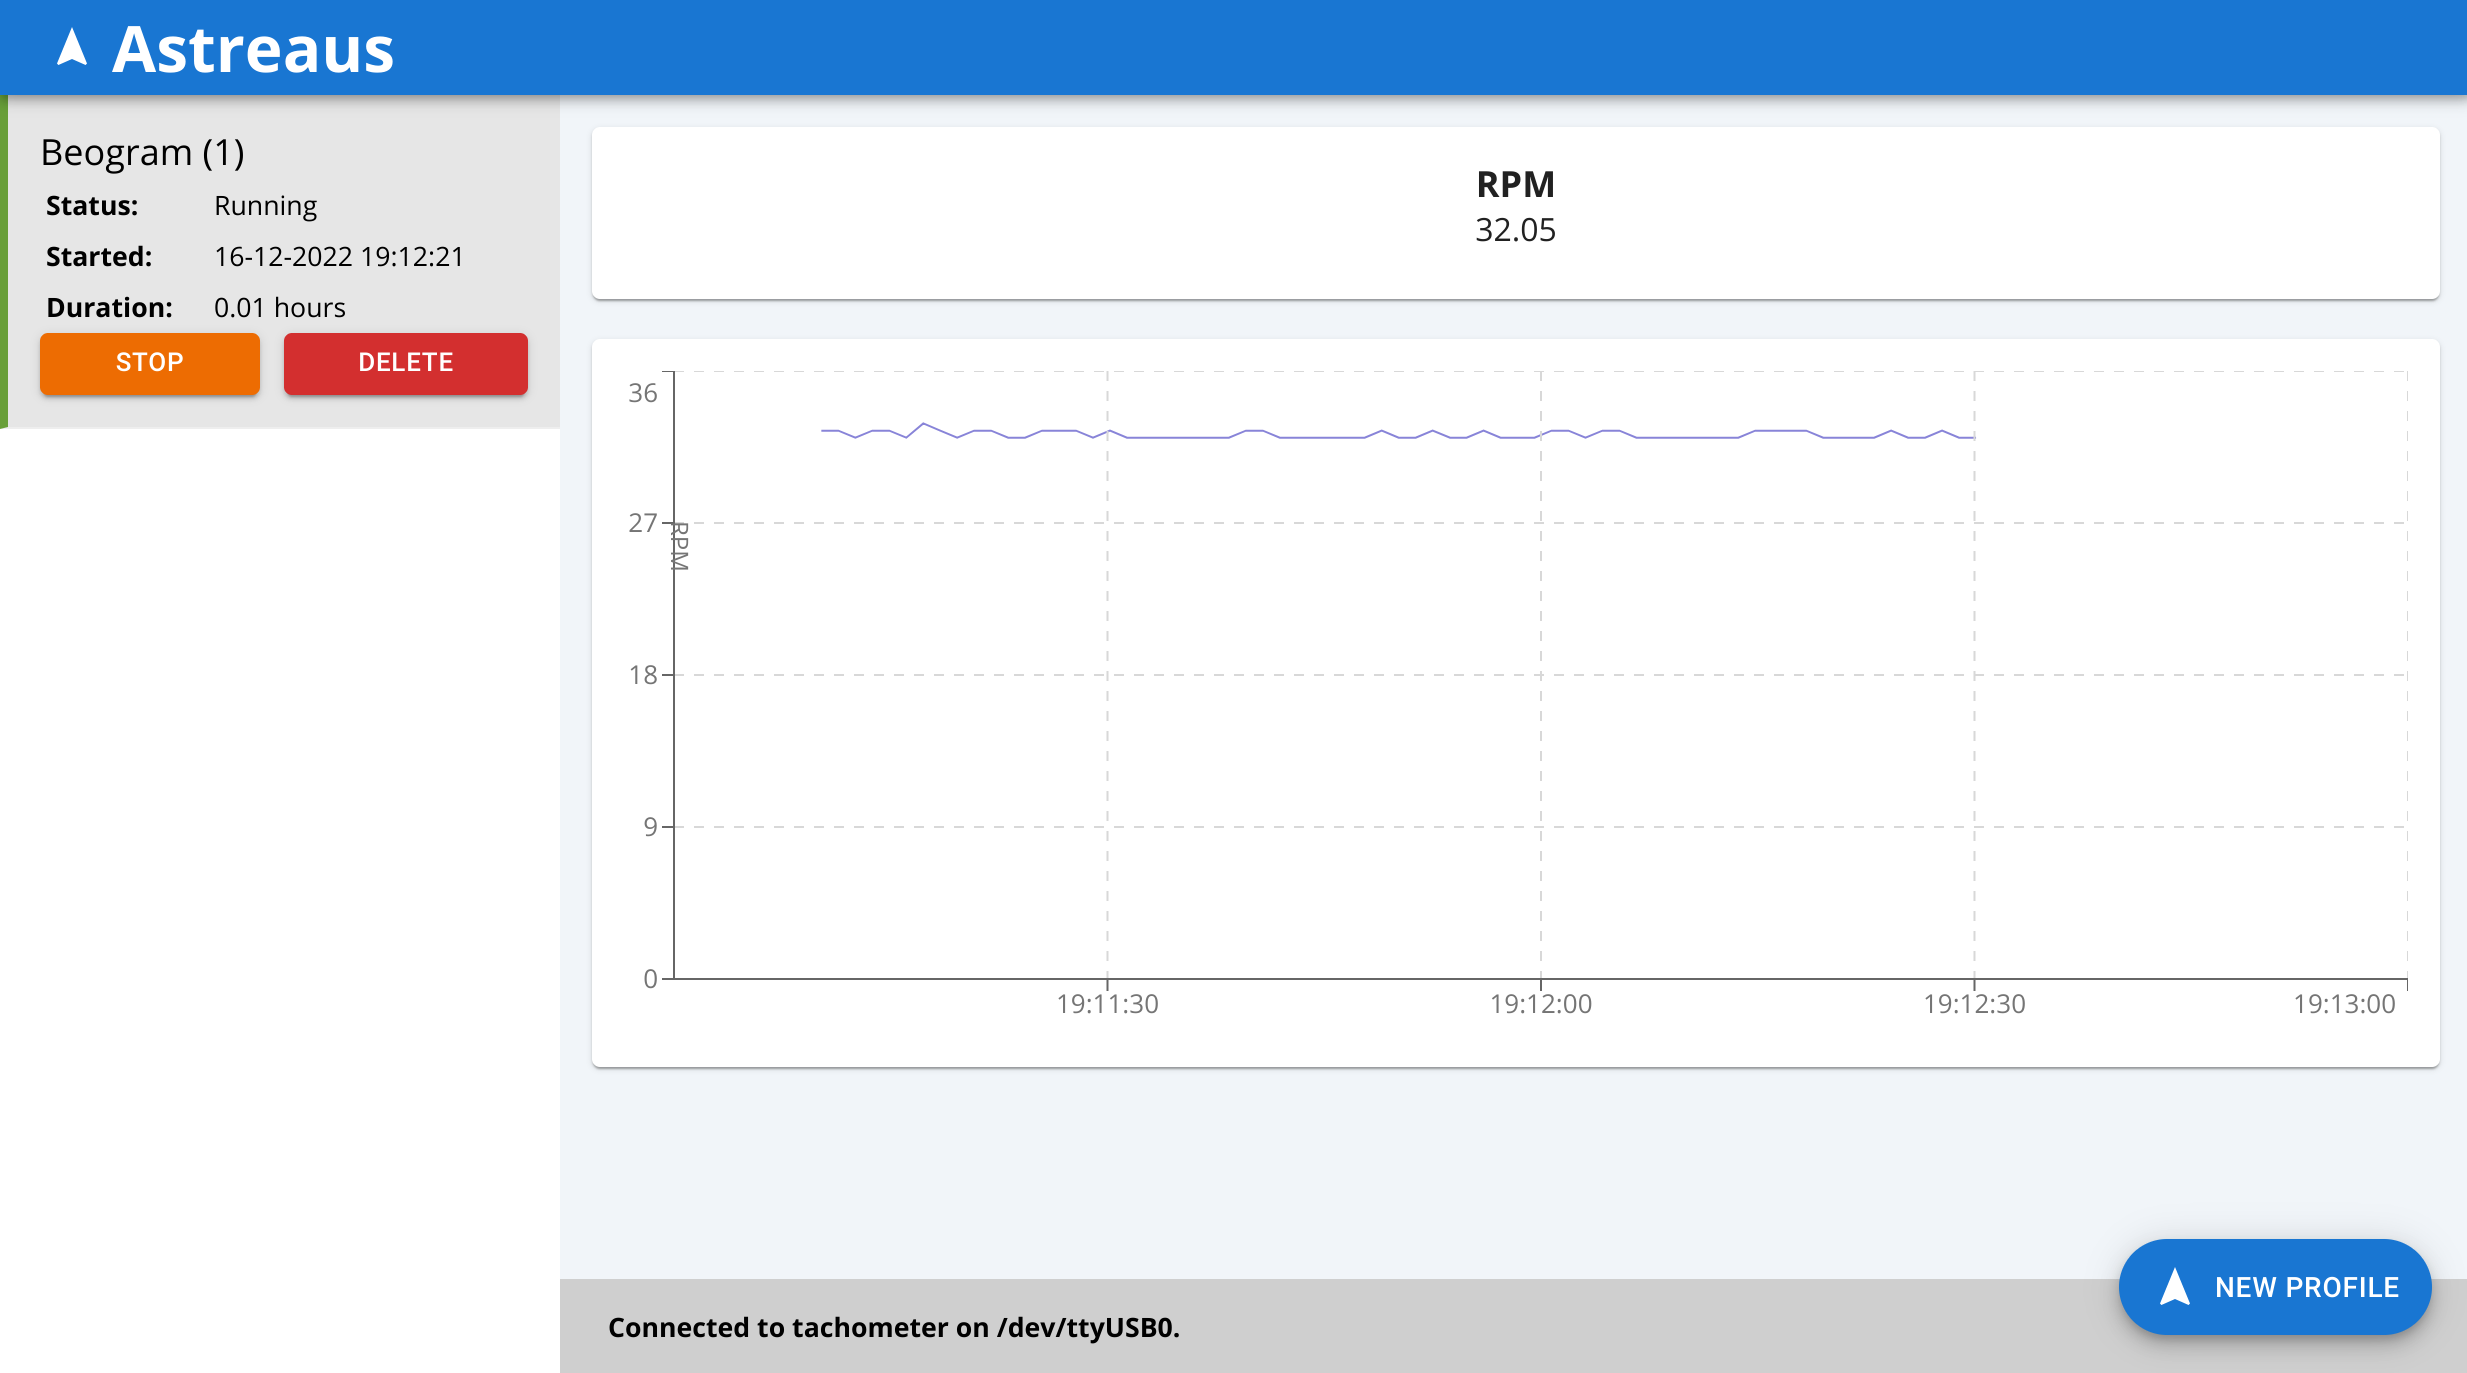 Astreaus
Beogram (1)
Status: Running
Started: 16-12-2022 19:12:21
Duration: 0.01 hours
STOP DELETE
RPM
32.05
36
27
RPM
18
9
0
19:11:30 19:12:00 19:12:30 19:13:00
NEW PROFILE
Connected to tachometer on /dev/ttyUSB0.